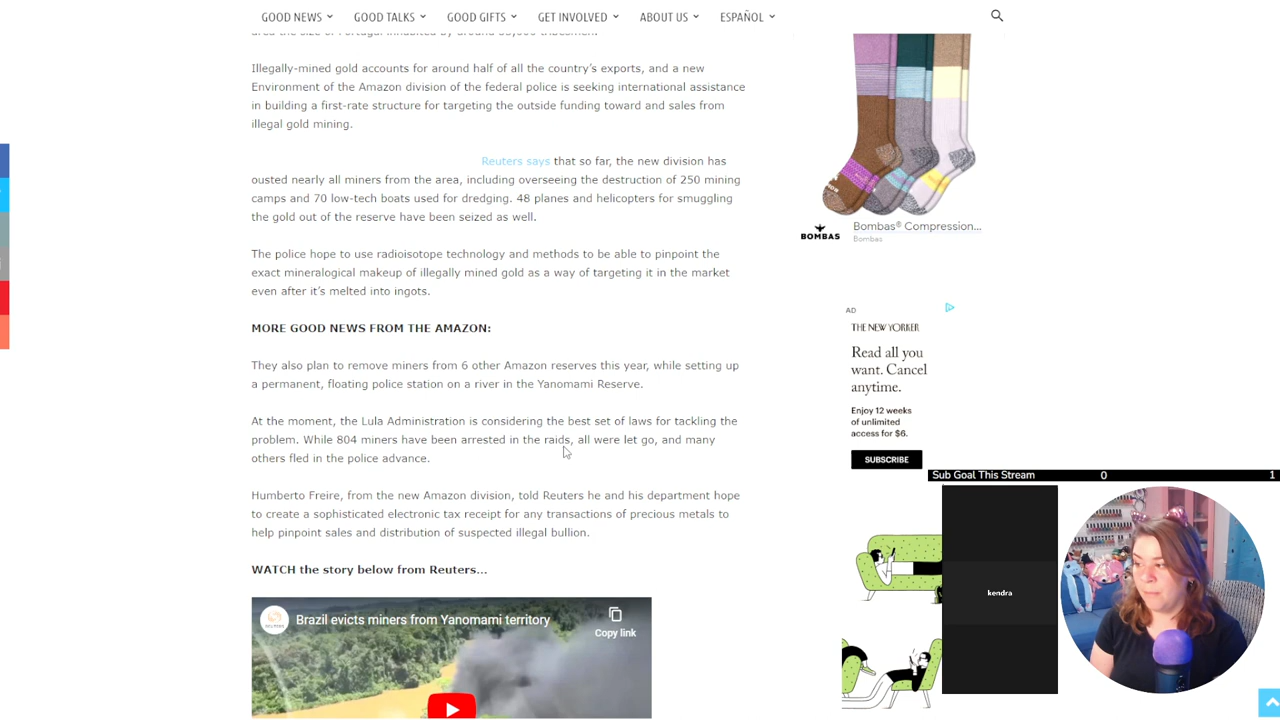 GOOD NEWS
GOOD TALKS
GOOD GIFTS
GET INVOLVED
ABOUT US
ESPAÑOL
Illegally-mined gold accounts for around half of all the country's exports, and a new
Environment of the Amazon division of the federal police is seeking international assistance
in building a first-rate structure for targeting the outside funding toward and sales from
illegal gold mining.
Reuters says that so far, the new division has
ousted nearly all miners from the area, including overseeing the destruction of 250 mining
camps and 70 low-tech boats used for dredging. 48 planes and helicopters for smuggling
the gold out of the reserve have been seized as well.
The police hope to use radioisotope technology and methods to be able to pinpoint the
exact mineralogical makeup of illegally mined gold as a way of targeting it in the market
even after it's melted into ingots.
MORE GOOD NEWS FROM THE AMAZON:
They also plan to remove miners from 6 other Amazon reserves this year, while setting up
a permanent, floating police station on a river in the Yanomami Reserve.
At the moment, the Lula Administration is considering the best set of laws for tackling the
problem. While 804 miners have been arrested in the raids, all were let go, and many
others fled in the police advance.
Humberto Freire, from the new Amazon division, told Reuters he and his department hope
to create a sophisticated electronic tax receipt for any transactions of precious metals to
help pinpoint sales and distribution of suspected illegal bullion.
WATCH the story below from Reuters...
Brazil evicts miners from Yanomami territory
Copy link
BOMBAS
Bombas® Compression...
Bombas
AD
THE NEW YORKER
Read all you
want. Cancel
anytime.
Enjoy 12 weeks
of unlimited
access for $6.
SUBSCRIBE
Sub Goal This Stream 0 1
kendra